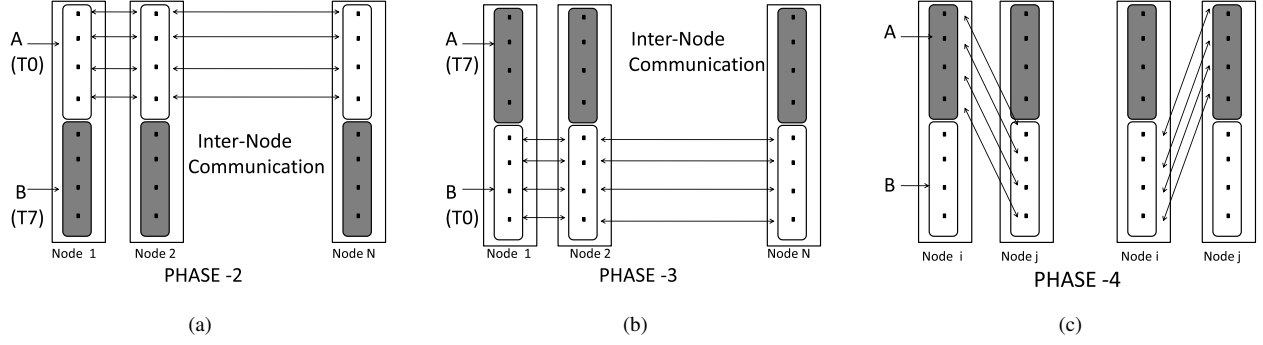 A
(T0)
Inter-Node
Communication
B
(T7)
Node 1
Node 2
Node N
PHASE -2
(a)
A
(T7)
Inter-Node
Communication
B
(T0)
Node 1
Node 2
Node N
PHASE -3
(b)
A
B
Node i
Node j
Node i
Node j
PHASE -4
(c)